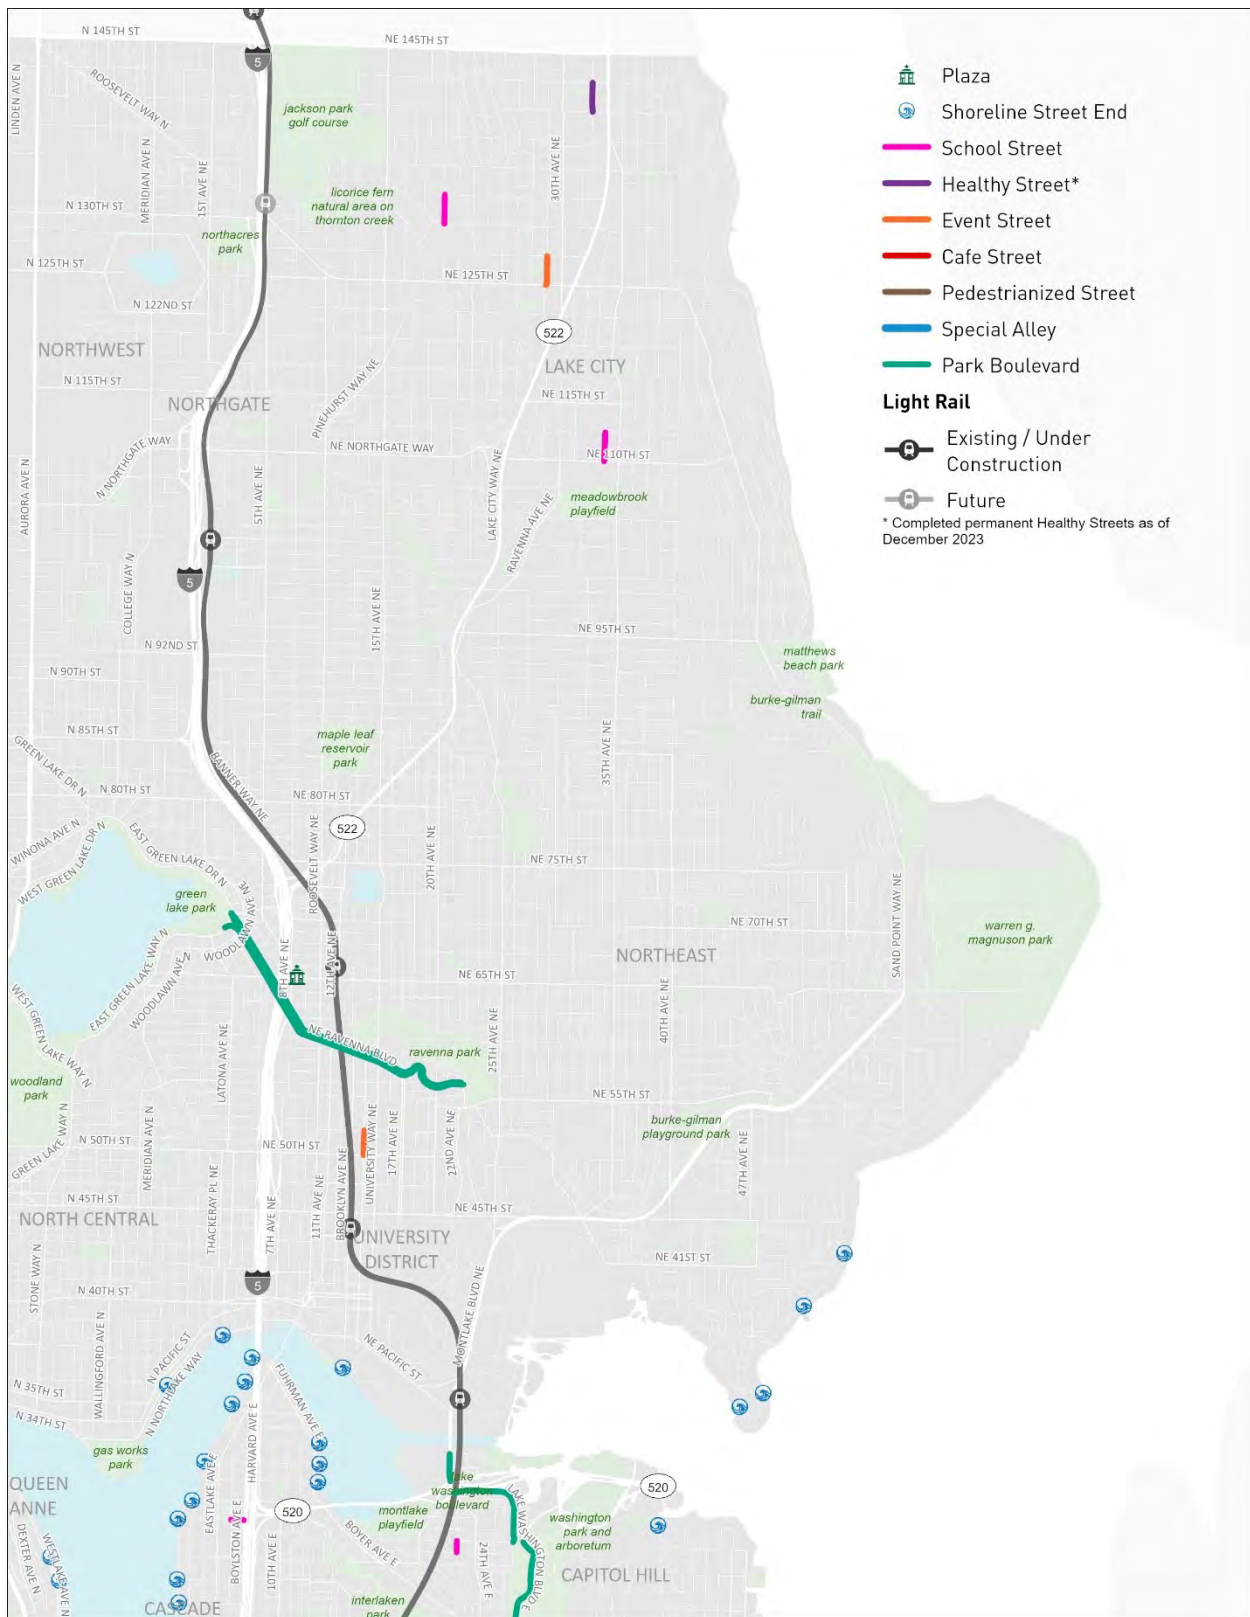 N 145TH ST
NE 145TH ST
5
LINDEN AVE N
ROOSEVELT WAY N
jackson park
golf course
30TH AVE NE
MERIDIAN AVE N
1ST AVE NE
licorice fern
natural area on
thornton creek
N 130TH ST
northacres
park
N 125TH ST
NE 125TH ST
N 122ND ST
522
NORTHWEST
LAKE CITY
N 115TH ST
PINEHURST WAY NE
NE 115TH ST
NORTHGATE
N NORTHGATE WAY
NE NORTHGATE WAY
NE 110TH ST
AURORA AVE N
5TH AVE NE
LAKE CITY WAY NE
RAVENNA AVE NE
meadowbrook
playfield
5
COLLEGE WAY N
15TH AVE NE
NE 95TH ST
N 92ND ST
matthews
beach park
N 90TH ST
burke-gilman
trail
N 85TH ST
maple leaf
reservoir
park
35TH AVE NE
GREEN LAKE DR N
BANNER WAY NE
N 80TH ST
NE 80TH ST
522
WINONA AVE N
WEST GREEN LAKE DR N
EAST GREEN LAKE DR N
ROOSEVELT WAY NE
20TH AVE NE
NE 75TH ST
green
lake park
WOODLAWN AVE NE
SAND POINT WAY NE
NE 70TH ST
warren g.
magnuson park
8TH AVE NE
12TH AVE NE
NORTHEAST
NE 65TH ST
EAST GREEN LAKE WAY N
WOODLAWN AVE N
WEST GREEN LAKE WAY N
40TH AVE NE
25TH AVE NE
NE RAVENNA BLVD
ravenna park
LATONA AVE NE
woodland
park
NE 55TH ST
GREEN LAKE WAY N
burke-gilman
playground park
N 50TH ST
MERIDIAN AVE N
NE 50TH ST
UNIVERSITY WAY NE
17TH AVE NE
22ND AVE NE
47TH AVE NE
N 45TH ST
THACKERAY PL NE
11TH AVE NE
BROOKLYN AVE NE
NE 45TH ST
NORTH CENTRAL
7TH AVE NE
UNIVERSITY
DISTRICT
NE 41ST ST
STONE WAY N
5
N 40TH ST
MONTLAKE BLVD NE
WALLINGFORD AVE N
N PACIFIC ST
NE PACIFIC ST
N NORTHLAKE WAY
FUHRMAN AVE E
N 35TH ST
N 34TH ST
HARVARD AVE E
gas works
park
EASTLAKE AVE E
QUEEN
ANNE
lake
washington
boulevard
520
520
montlake
playfield
LAKE WASHINGTON BLVD E
washington
park and
arboretum
DEXTER AVE N
WESTLAKE AVE N
BOYLSTON AVE E
10TH AVE E
BOYER AVE E
24TH AVE E
CAPITOL HILL
CASCADE
interlaken
park
Plaza
Shoreline Street End
School Street
Healthy Street*
Event Street
Cafe Street
Pedestrianized Street
Special Alley
Park Boulevard
Light Rail
Existing / Under
Construction
Future
* Completed permanent Healthy Streets as of
December 2023